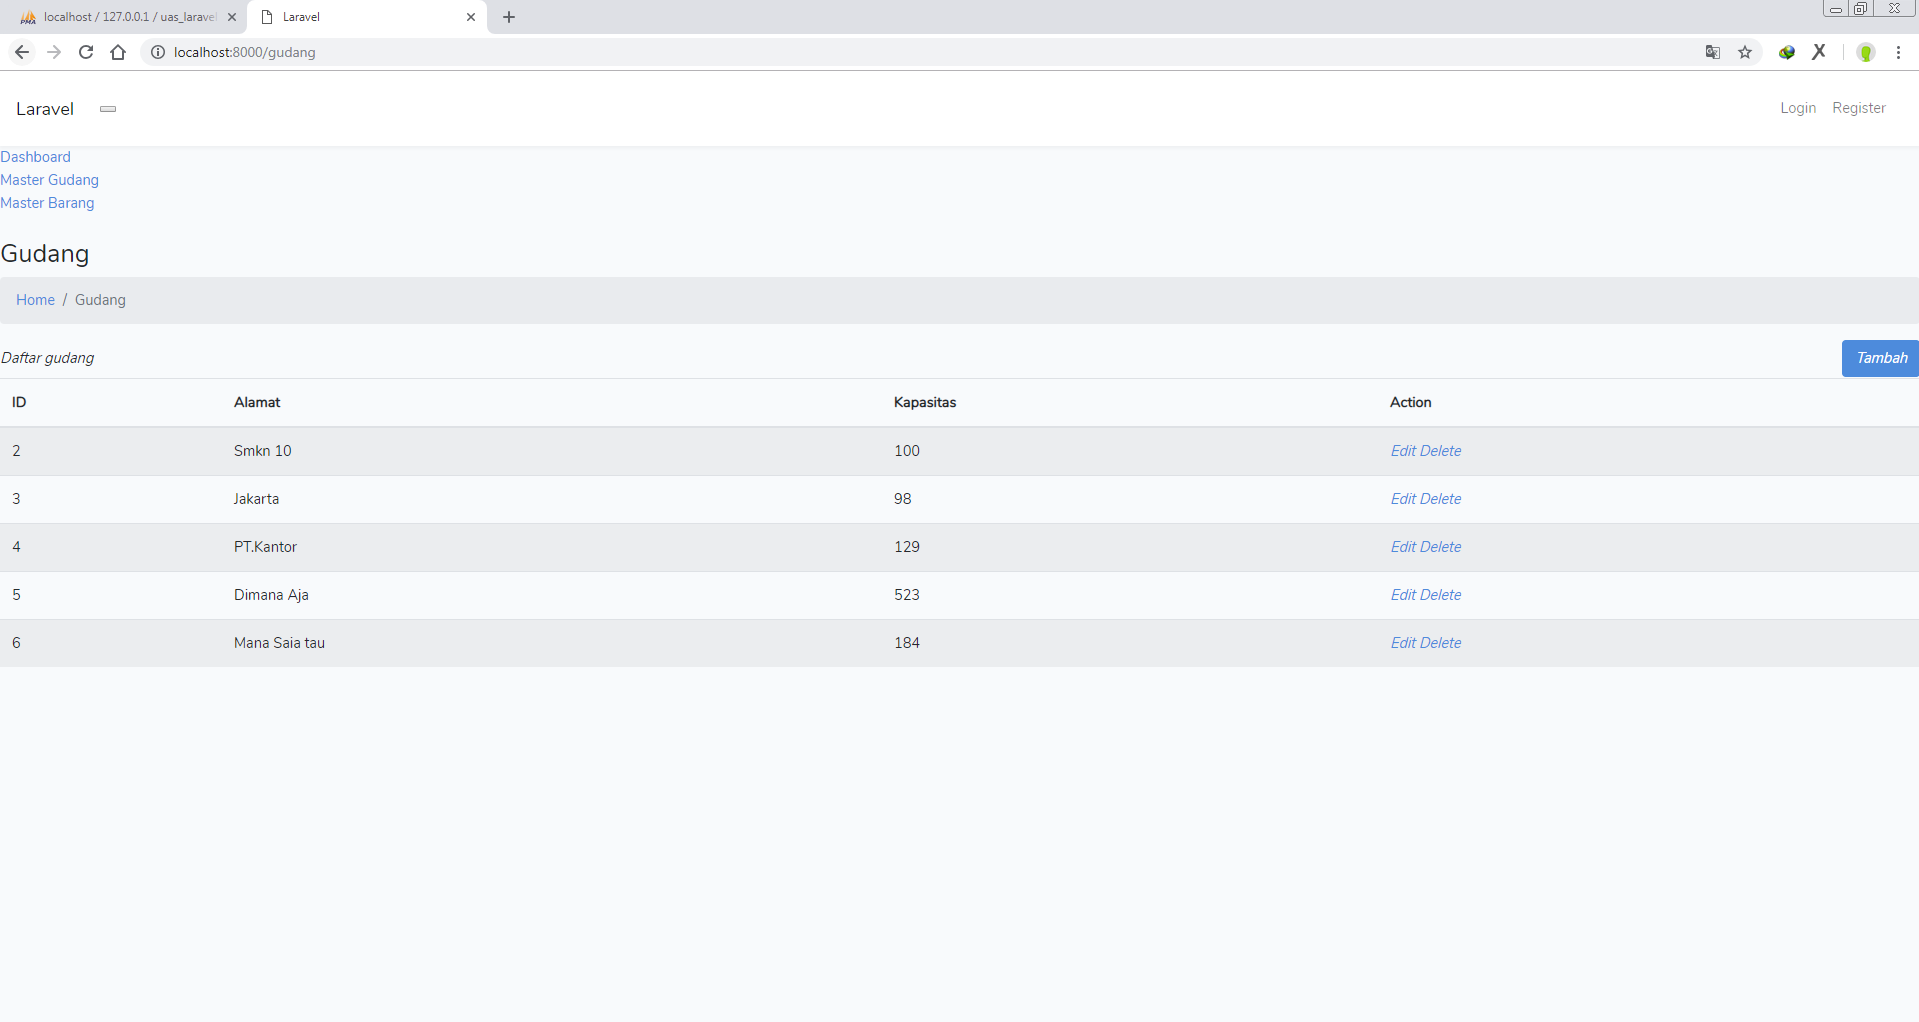 localhost / 127.0.0.1 / uas_laravel
Laravel
localhost:8000/gudang
Laravel
Login Register
Dashboard
Master Gudang
Master Barang
Gudang
Home / Gudang
Daftar gudang Tambah
ID Alamat Kapasitas Action
2 Smkn 10 100 Edit Delete
3 Jakarta 98 Edit Delete
4 PT.Kantor 129 Edit Delete
5 Dimana Aja 523 Edit Delete
6 Mana Saia tau 184 Edit Delete